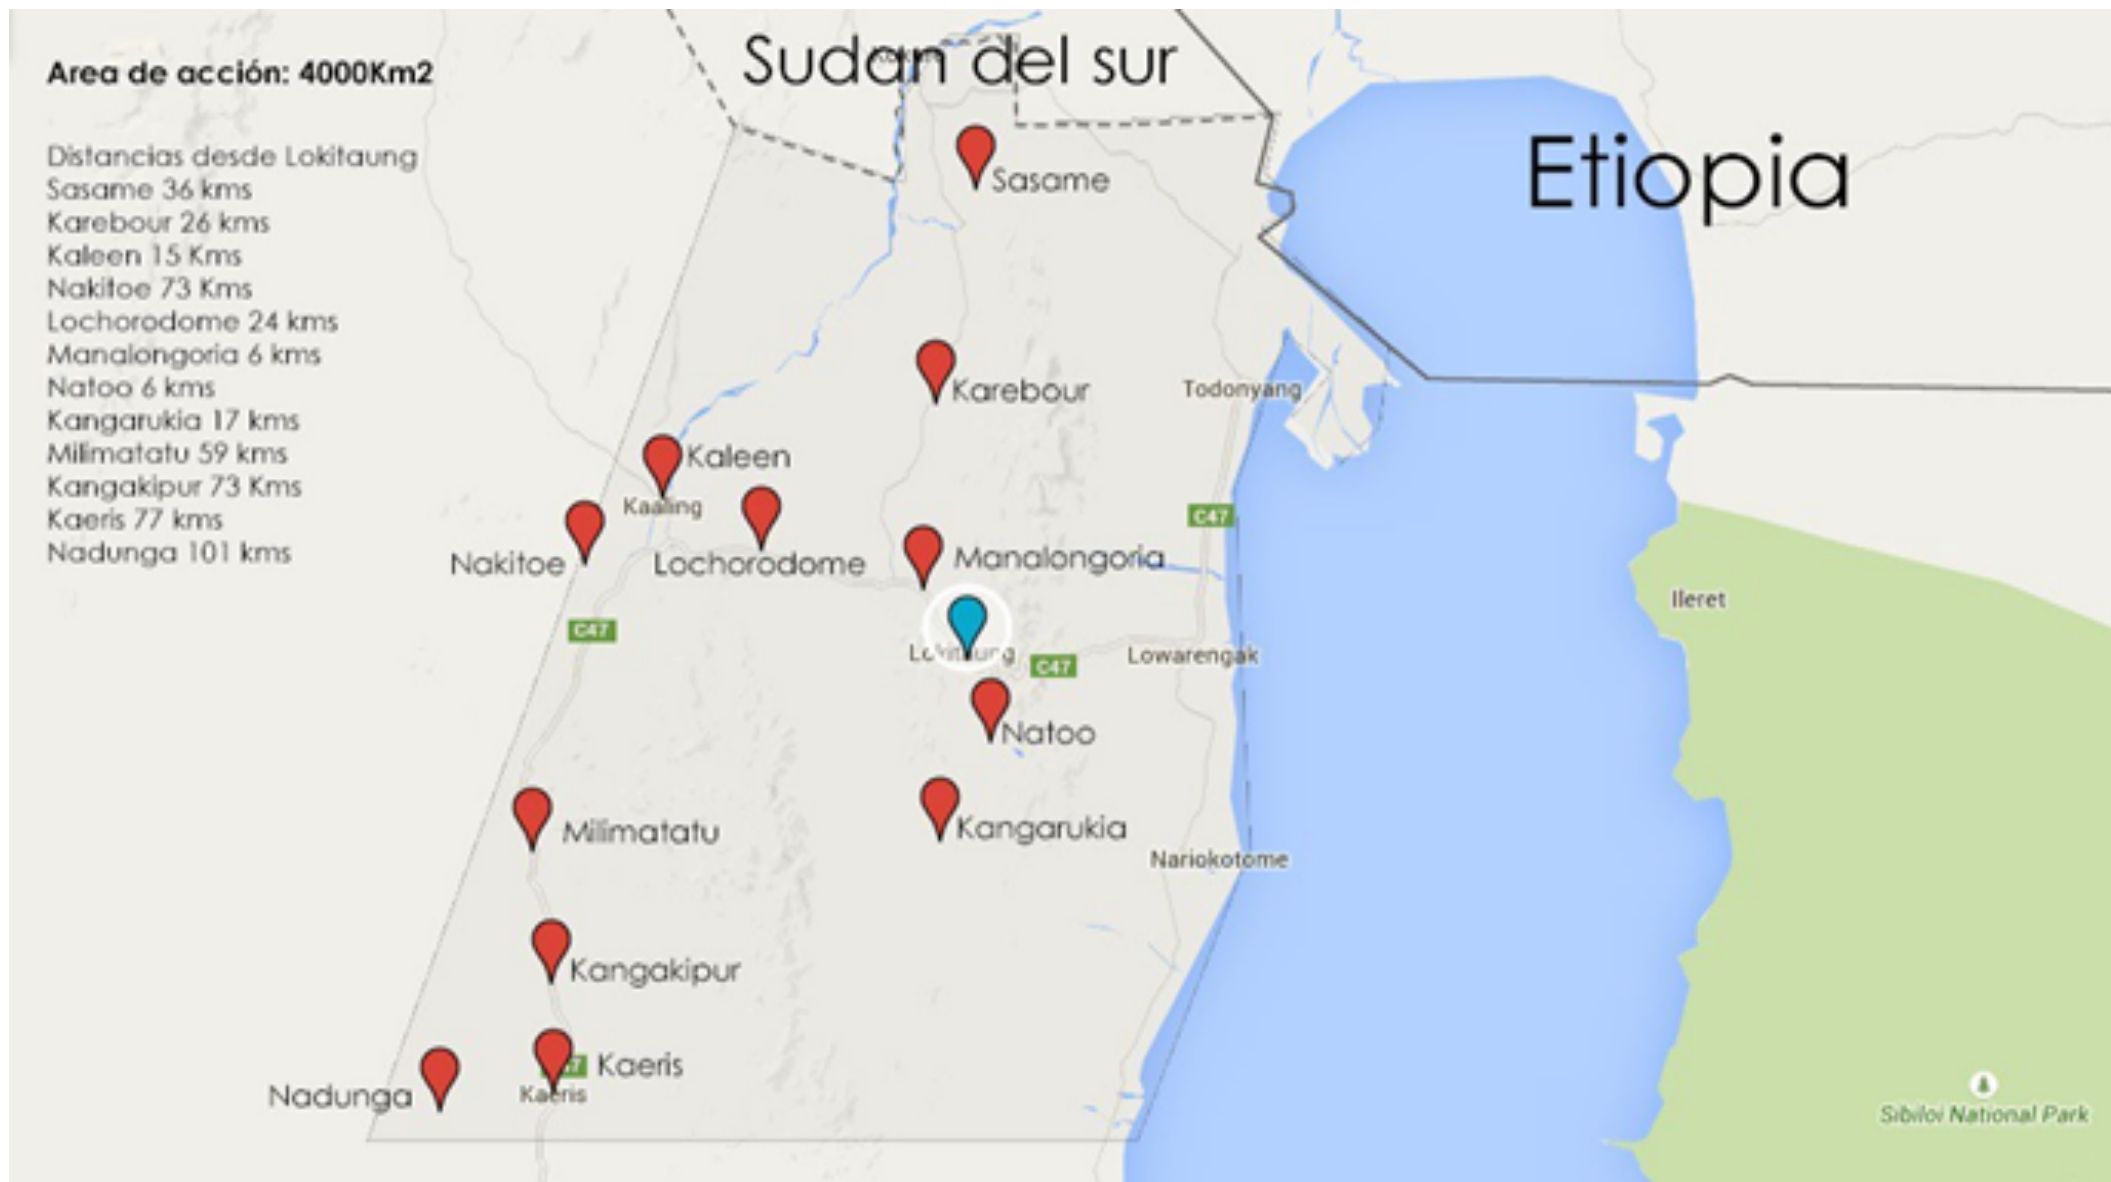 Area de acción: 4000Km2
Distancias desde Lokitaung
Sasame 36 kms
Karebour 26 kms
Kaleen 15 Kms
Nakitoe 73 Kms
Lochorodome 24 kms
Manalongoria 6 kms
Natoo 6 kms
Kangarukia 17 kms
Milimatatu 59 kms
Kangakipur 73 Kms
Kaeris 77 kms
Nadunga 101 kms
Sudan del sur
Etiopia
Sasame
Karebour
Todonyang
Kaleen
Kaaling
C47
Nakitoe
Lochorodome
Manalongoria
Ileret
C47
Lokitaung
C47
Lowarengak
Natoo
Milimatatu
Kangarukia
Nariokotome
Kangakipur
Kaeris
Kaeris
Nadunga
Sibiloi National Park